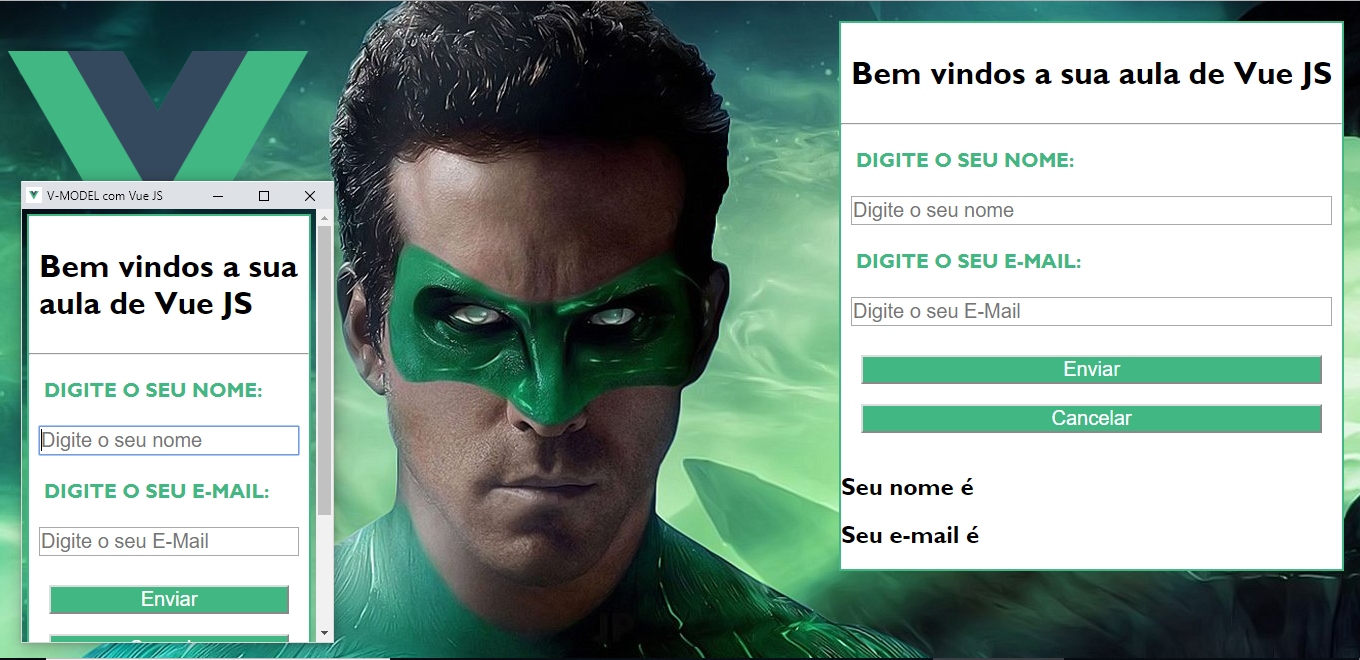 V-MODEL com Vue JS
Bem vindos a sua
aula de Vue JS
DIGITE O SEU NOME:
Digite o seu nome
DIGITE O SEU E-MAIL:
Digite o seu E-Mail
Enviar
Bem vindos a sua aula de Vue JS
DIGITE O SEU NOME:
Digite o seu nome
DIGITE O SEU E-MAIL:
Digite o seu E-Mail
Enviar
Cancelar
Seu nome é
Seu e-mail é